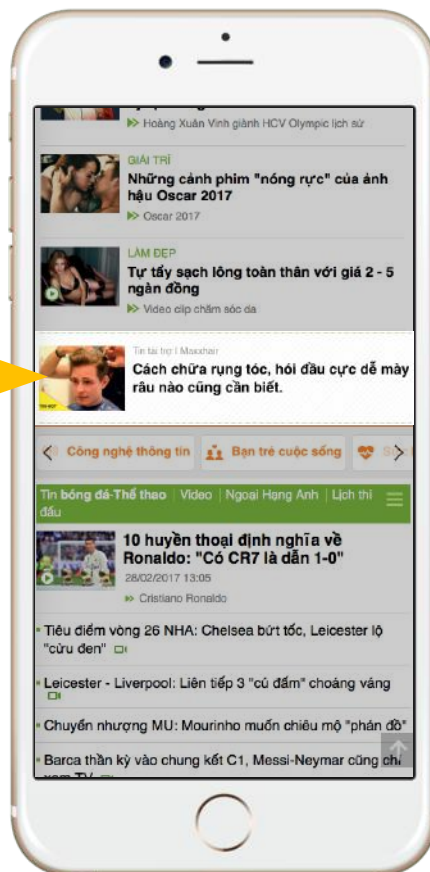 Hoàng Xuân Vinh giành HCV Olympic lịch sử
GIẢI TRÍ
Những cảnh phim "nóng rực" của ảnh
hậu Oscar 2017
Oscar 2017
LÀM ĐẸP
Tự tẩy sạch lông toàn thân với giá 2 - 5
ngàn đồng
Video clip chăm sóc da
Tin tài trợ | Maxxhair
Cách chữa rụng tóc, hói đầu cực dễ mày
râu nào cũng cần biết.
Công nghệ thông tin
Bạn trẻ cuộc sống
Tin bóng đá-Thể thao | Video | Ngoại Hạng Anh | Lịch thi
đấu
10 huyền thoại định nghĩa về
Ronaldo: "Có CR7 là dẫn 1-0"
28/02/2017 13:05
Cristiano Ronaldo
Tiêu điểm vòng 26 NHA: Chelsea bứt tốc, Leicester lộ
"cửu đen"
Leicester - Liverpool: Liên tiếp 3 "cú đấm" choáng váng
Chuyển nhượng MU: Mourinho muốn chiêu mộ "phản đồ"
Barca thần kỳ vào chung kết C1, Messi-Neymar cũng chỉ
xem TV